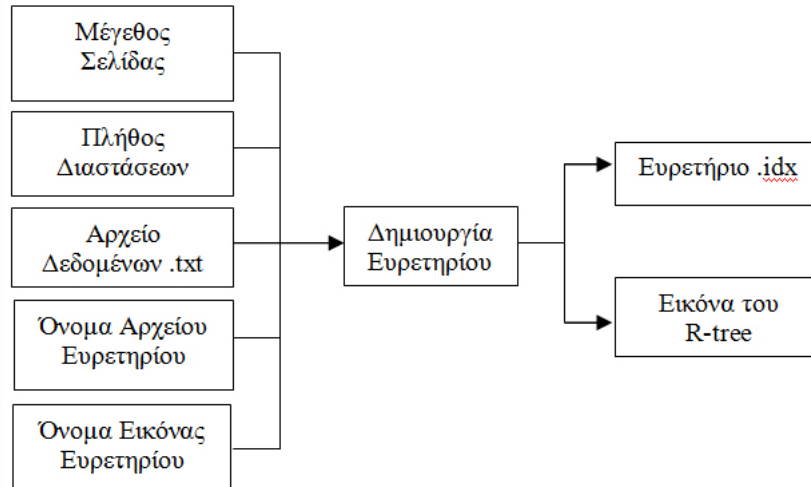 Μέγεθος
Σελίδας
Πλήθος
Διαστάσεων
Αρχείο
Δεδομένων .txt
Όνομα Αρχείου
Ευρετηρίου
Όνομα Εικόνας
Ευρετηρίου
Δημιουργία
Ευρετηρίου
Ευρετήριο .idx
Εικόνα του
R-tree